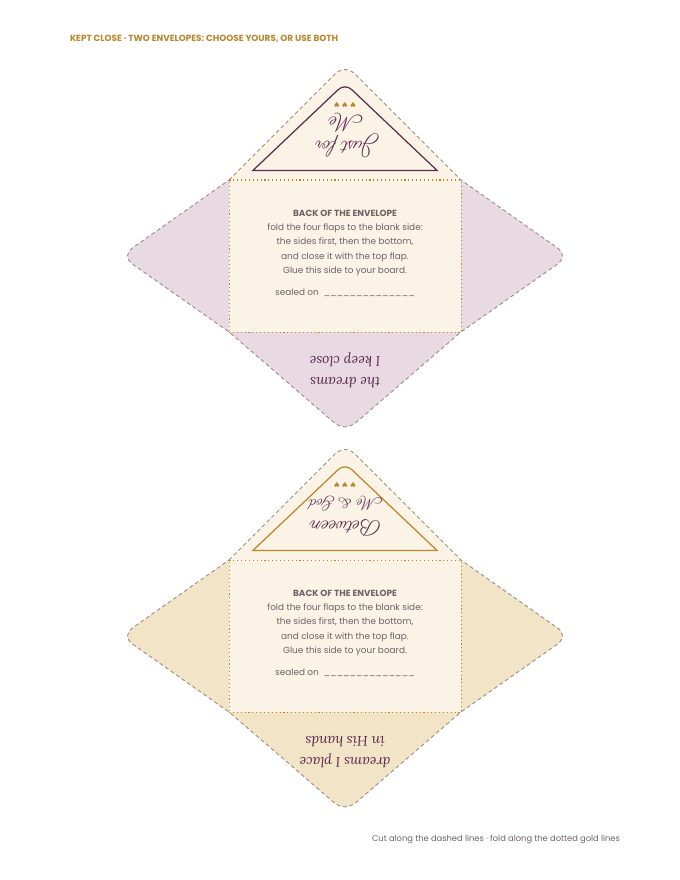 KEPT CLOSE · TWO ENVELOPES: CHOOSE YOURS, OR USE BOTH
Just for
Me
BACK OF THE ENVELOPE
fold the four flaps to the blank side:
the sides first, then the bottom,
and close it with the top flap.
Glue this side to your board.
sealed on ______________
the dreams
I keep close
Between
Me & God
BACK OF THE ENVELOPE
fold the four flaps to the blank side:
the sides first, then the bottom,
and close it with the top flap.
Glue this side to your board.
sealed on ______________
dreams I place
in His hands
Cut along the dashed lines · fold along the dotted gold lines